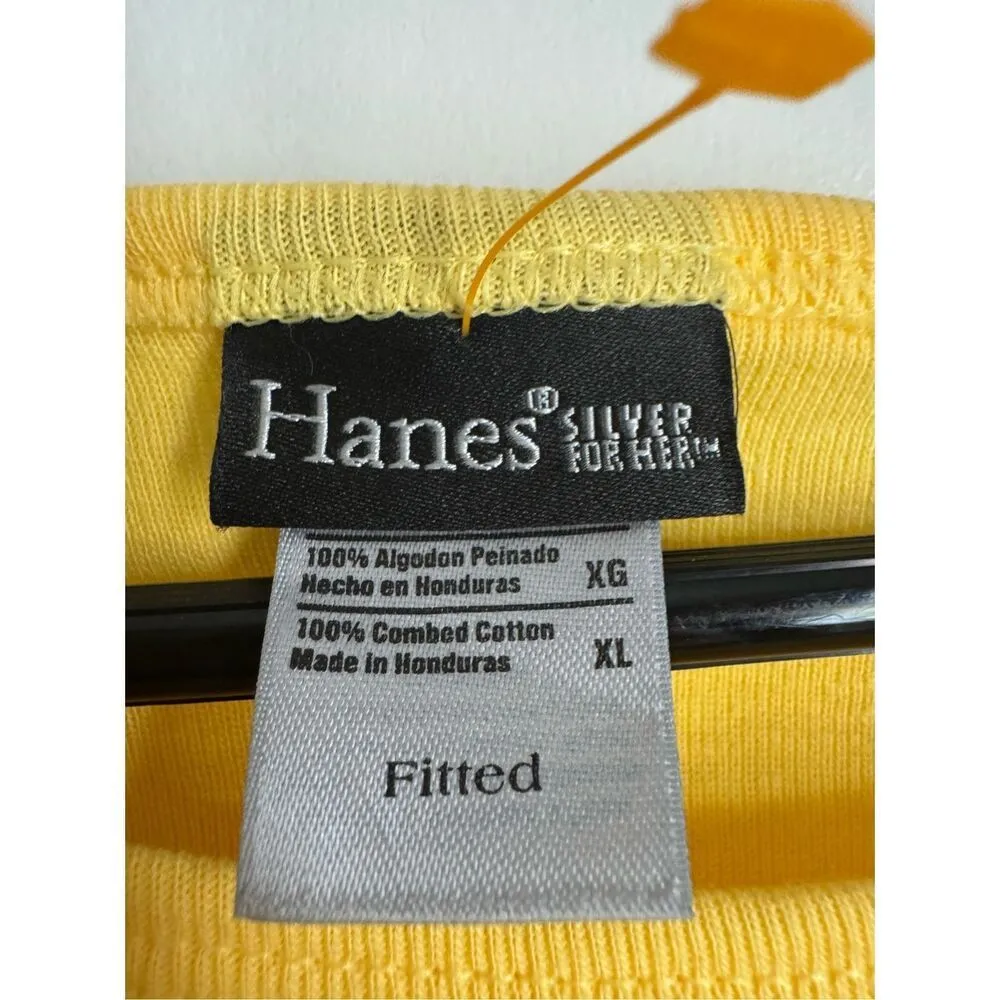 Hanes® SILVER
FOR HER™
100% Algodon Peinado
Hecho en Honduras XG
100% Combed Cotton
Made in Honduras XL
Fitted